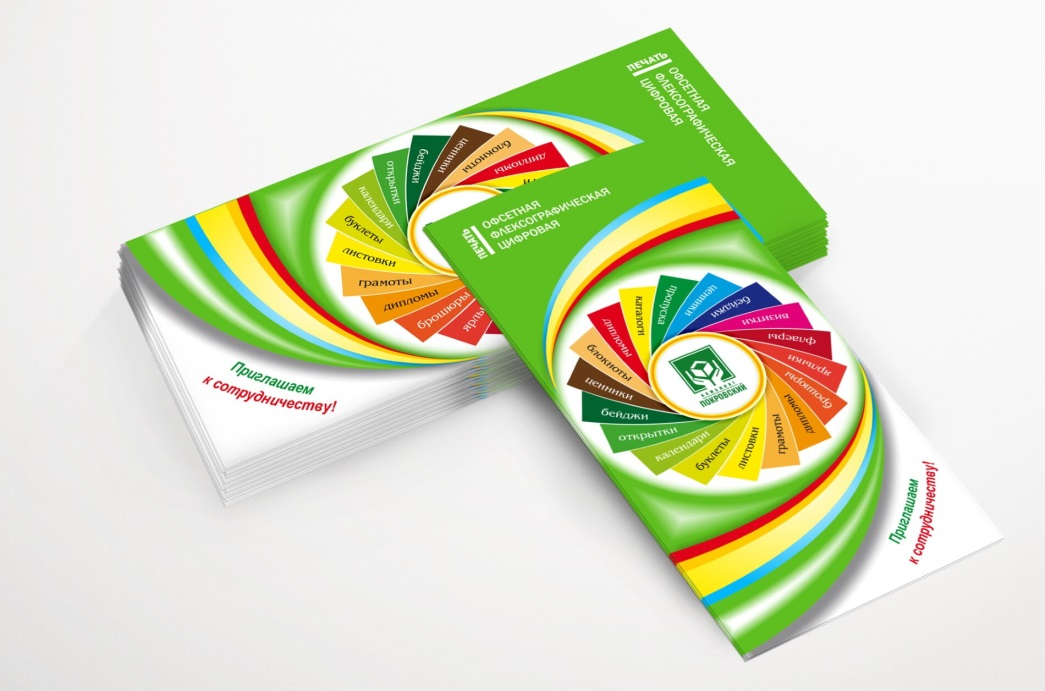 ПЕЧАТЬ
ОФСЕТНАЯ
ФЛЕКСОГРАФИЧЕСКАЯ
ЦИФРОВАЯ
дипломы
блокноты
ценники
бейджи
открытки
календари
буклеты
листовки
грамоты
дипломы
брошюры
Приглашаем
к сотрудничеству!
ПЕЧАТЬ
ОФСЕТНАЯ
ФЛЕКСОГРАФИЧЕСКАЯ
ЦИФРОВАЯ
каталоги
пропуска
ценники
бейджи
визитки
флаеры
ярлыки
брошюры
дипломы
грамоты
листовки
буклеты
календари
открытки
бейджи
ценники
блокноты
дипломы
КОМБИНАТ
ПОКРОВСКИЙ
Приглашаем
к сотрудничеству!